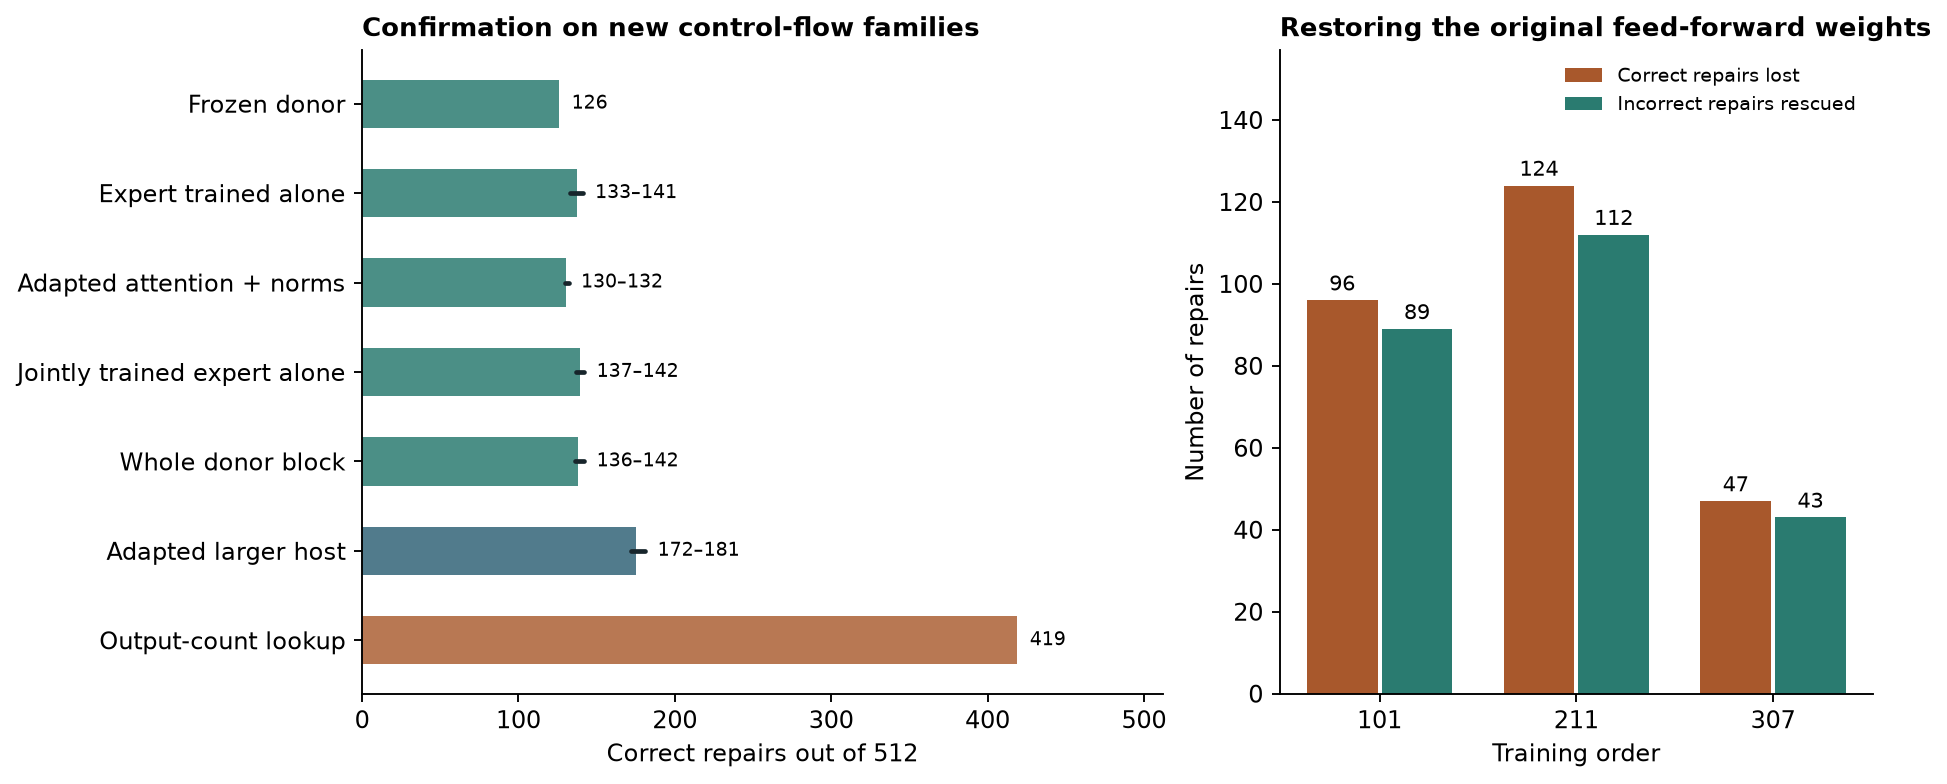 Confirmation on new control-flow families
Frozen donor
126
Expert trained alone
133–141
Adapted attention + norms
130–132
Jointly trained expert alone
137–142
Whole donor block
136–142
Adapted larger host
172–181
Output-count lookup
419
0 100 200 300 400 500
Correct repairs out of 512
Restoring the original feed-forward weights
Correct repairs lost
Incorrect repairs rescued
Number of repairs
140
120
100
80
60
40
20
0
96 89
124 112
47 43
101 211 307
Training order